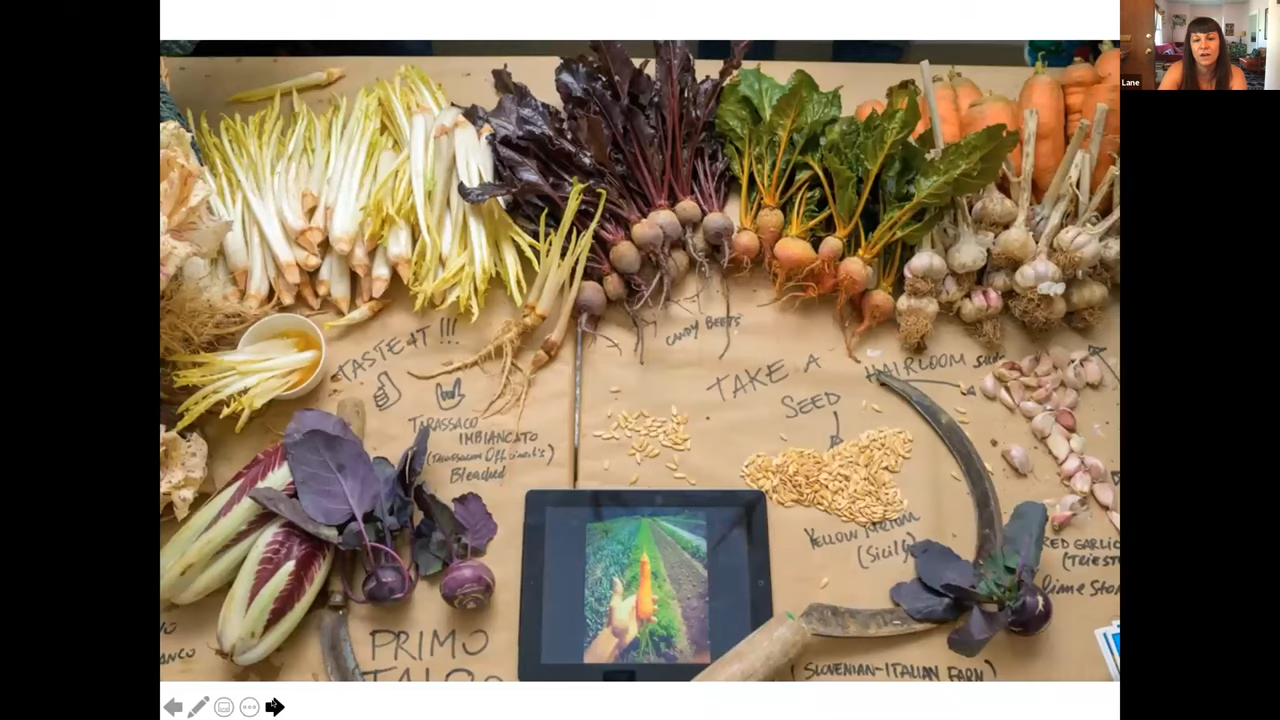 Lane
TASTE IT !!!
CANDY BEETS
TAKE A
SEED
HAIRLOOM
TARASSACO
IMBIANCATO
Bleached
YELLOW
(Sicily)
RED GARLIC
(TRIEST
PRIMO
(SLOVENIAN-ITALIAN FARM)